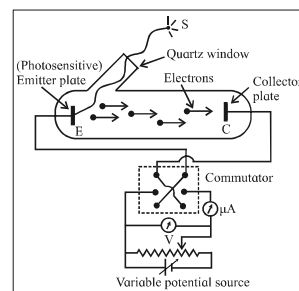 S
Quartz window
(Photosensitive)
Emitter plate
Electrons
Collector
plate
E
C
Commutator
μA
V
Variable potential source